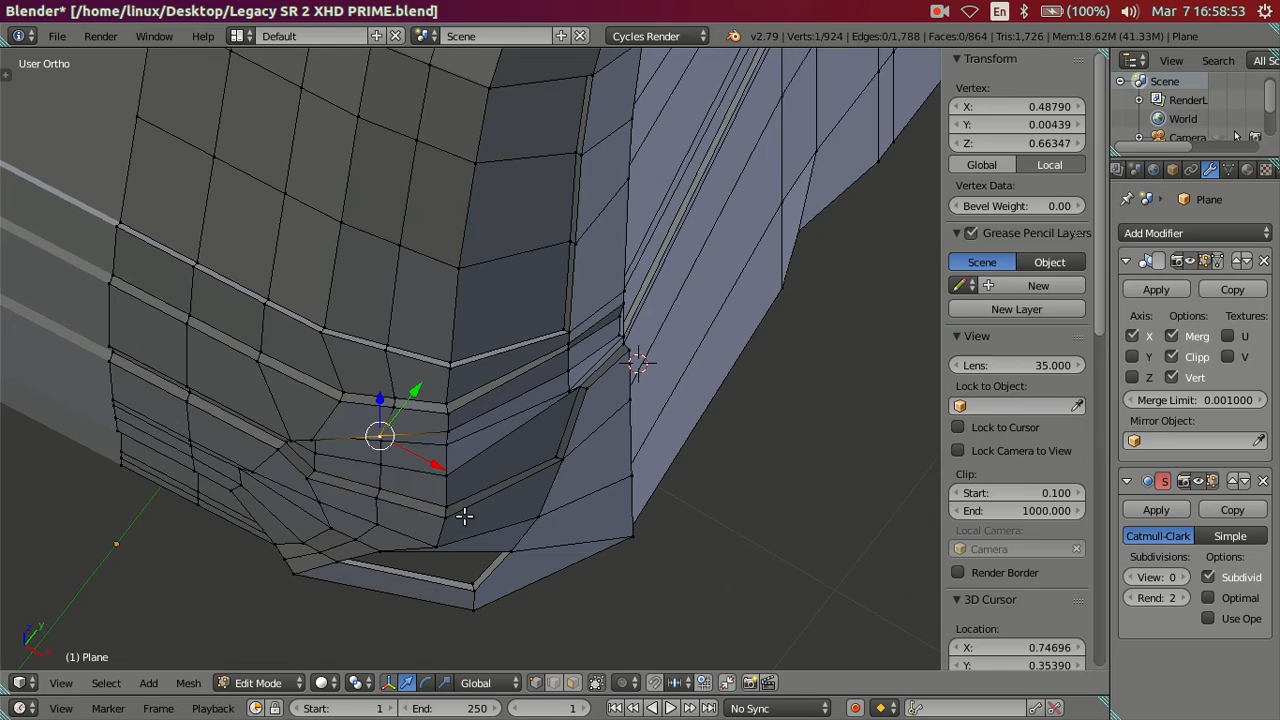 Blender* [/home/linux/Desktop/Legacy SR 2 XHD PRIME.blend]
En (100%) Mar 7 16:58:53
File Render Window Help Default Scene Cycles Render v2.79 | Verts:1/924 | Edges:0/1,788 | Faces:0/864 | Tris:1,726 | Mem:18.62M (41.33M) | Plane
User Ortho
Transform
Vertex:
X: 0.48790
Y: 0.00439
Z: 0.66347
Global Local
Vertex Data:
Bevel Weight: 0.00
Grease Pencil Layers
Scene Object
New
New Layer
View
Lens: 35.000
Lock to Object:
Lock to Cursor
Lock Camera to View
Clip:
Start: 0.100
End: 1000.000
Local Camera:
Camera
Render Border
3D Cursor
Location:
X: 0.74696
Y: 0.35390
View Search All Sc
Scene
RenderL
World
Camera
Plane
Add Modifier
Apply Copy
Axis: Options: Textures:
X Merg U
Y Clipp V
Z Vert
Merge Limit: 0.001000
Mirror Object:
S
Apply Copy
Catmull-Clark Simple
Subdivisions: Options:
View: 0 Subdivid
Rend: 2 Optimal
Use Ope
z y x
(1) Plane
View Select Add Mesh Edit Mode Global
View Marker Frame Playback Start: 1 End: 250 1 No Sync